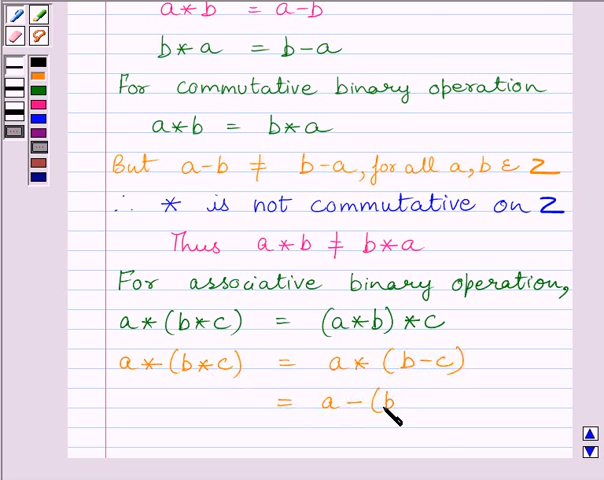 a*b = a-b
b*a = b-a
For commutative binary operation
a*b = b*a
But a-b ≠ b-a, for all a, b ε Z
∴ * is not commutative on Z
Thus a*b ≠ b*a
For associative binary operation,
a*(b*c) = (a*b)*c
a*(b*c) = a*(b-c)
= a-(b